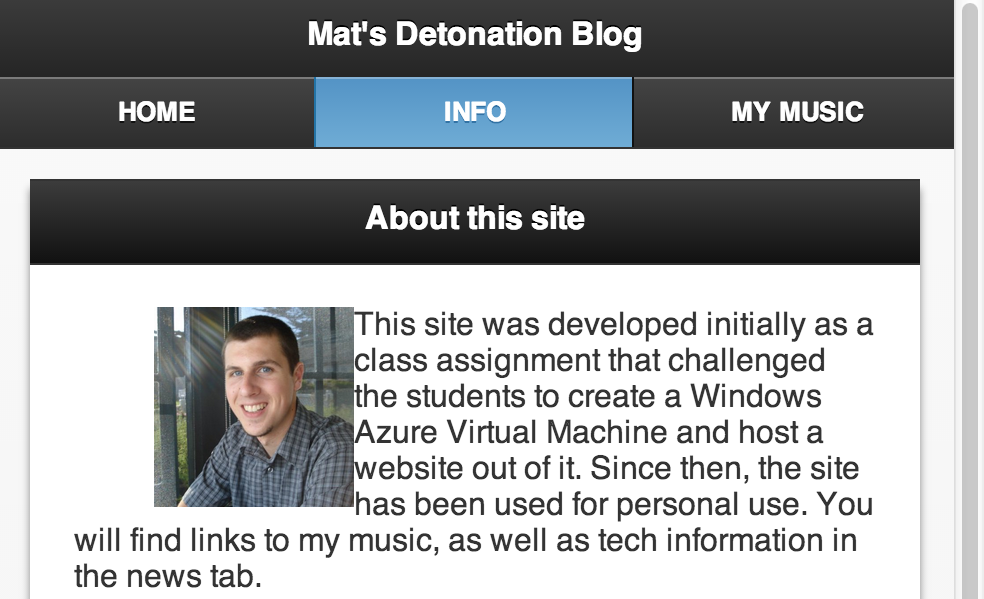 Mat's Detonation Blog
HOME INFO MY MUSIC
About this site
This site was developed initially as a
class assignment that challenged
the students to create a Windows
Azure Virtual Machine and host a
website out of it. Since then, the site
has been used for personal use. You
will find links to my music, as well as tech information in
the news tab.